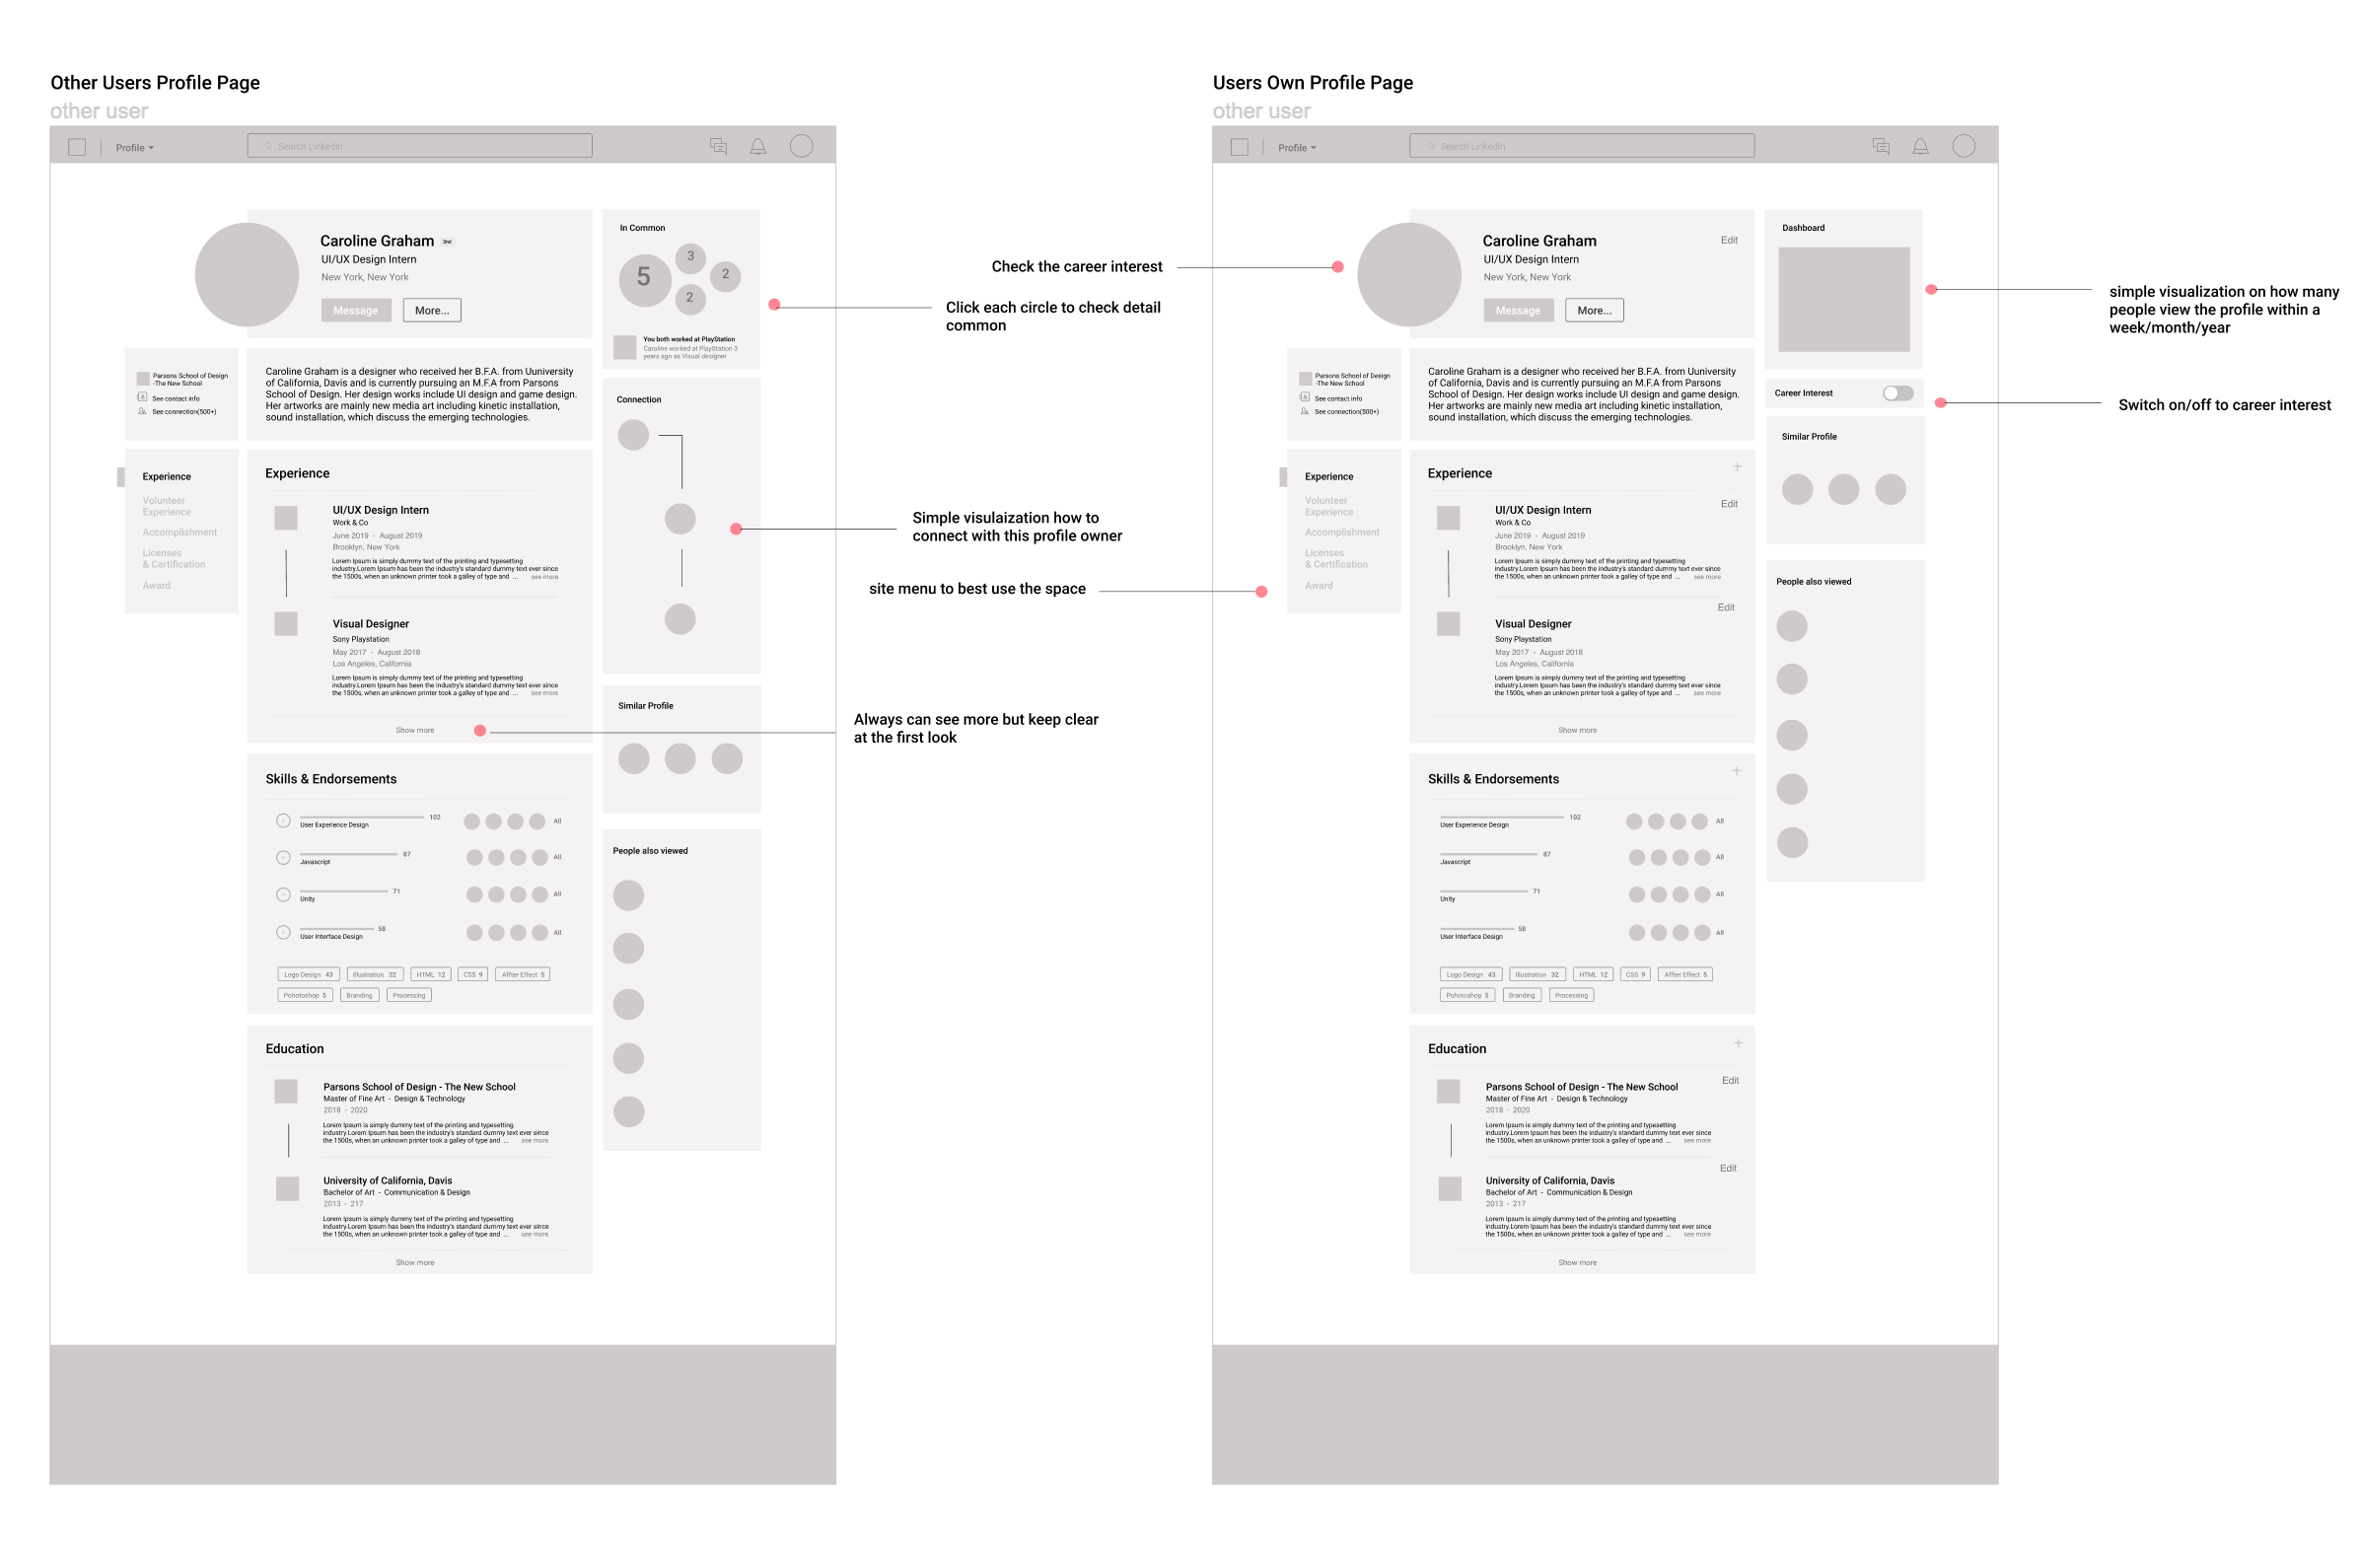 Other Users Profile Page
other user
Profile
Search LinkedIn
Caroline Graham 2nd
UI/UX Design Intern
New York, New York
Message More...
In Common
5
3
2
2
You both worked at PlayStation
Caroline worked at PlayStation 3
years ago as Visual designer
Click each circle to check detail
common
Parsons School of Design
-The New School
See contact info
See connection(500+)
Caroline Graham is a designer who received her B.F.A. from Uuniversity
of California, Davis and is currently pursuing an M.F.A from Parsons
School of Design. Her design works include UI design and game design.
Her artworks are mainly new media art including kinetic installation,
sound installation, which discuss the emerging technologies.
Connection
Simple visulaization how to
connect with this profile owner
Experience
Volunteer
Experience
Accomplishment
Licenses
& Certification
Award
Experience
UI/UX Design Intern
Work & Co
June 2019 - August 2019
Brooklyn, New York
Lorem Ipsum is simply dummy text of the printing and typesetting
industry.Lorem Ipsum has been the industry's standard dummy text ever since
the 1500s, when an unknown printer took a galley of type and ... see more
Visual Designer
Sony Playstation
May 2017 - August 2018
Los Angeles, California
Lorem Ipsum is simply dummy text of the printing and typesetting
industry.Lorem Ipsum has been the industry's standard dummy text ever since
the 1500s, when an unknown printer took a galley of type and ... see more
Show more
Always can see more but keep clear
at the first look
Similar Profile
Skills & Endorsements
102
User Experience Design
All
87
Javascript
All
71
Unity
All
58
User Interface Design
All
Logo Design 43 Illustration 32 HTML 12 CSS 9 Affter Effect 5
Pohotoshop 5 Branding Processing
People also viewed
Education
Parsons School of Design - The New School
Master of Fine Art - Design & Technology
2018 - 2020
Lorem Ipsum is simply dummy text of the printing and typesetting
industry.Lorem Ipsum has been the industry's standard dummy text ever since
the 1500s, when an unknown printer took a galley of type and ... see more
University of California, Davis
Bachelor of Art - Communication & Design
2013 - 217
Lorem Ipsum is simply dummy text of the printing and typesetting
industry.Lorem Ipsum has been the industry's standard dummy text ever since
the 1500s, when an unknown printer took a galley of type and ... see more
Show more
Users Own Profile Page
other user
Profile
Search LinkedIn
Check the career interest
Caroline Graham
Edit
UI/UX Design Intern
New York, New York
Message More...
Dashboard
simple visualization on how many
people view the profile within a
week/month/year
Career Interest
Switch on/off to career interest
Parsons School of Design
-The New School
See contact info
See connection(500+)
Caroline Graham is a designer who received her B.F.A. from Uuniversity
of California, Davis and is currently pursuing an M.F.A from Parsons
School of Design. Her design works include UI design and game design.
Her artworks are mainly new media art including kinetic installation,
sound installation, which discuss the emerging technologies.
Similar Profile
site menu to best use the space
Experience
Volunteer
Experience
Accomplishment
Licenses
& Certification
Award
Experience
+
Edit
UI/UX Design Intern
Work & Co
June 2019 - August 2019
Brooklyn, New York
Lorem Ipsum is simply dummy text of the printing and typesetting
industry.Lorem Ipsum has been the industry's standard dummy text ever since
the 1500s, when an unknown printer took a galley of type and ... see more
Edit
Visual Designer
Sony Playstation
May 2017 - August 2018
Los Angeles, California
Lorem Ipsum is simply dummy text of the printing and typesetting
industry.Lorem Ipsum has been the industry's standard dummy text ever since
the 1500s, when an unknown printer took a galley of type and ... see more
Show more
People also viewed
Skills & Endorsements
+
102
User Experience Design
All
87
Javascript
All
71
Unity
All
58
User Interface Design
All
Logo Design 43 Illustration 32 HTML 12 CSS 9 Affter Effect 5
Pohotoshop 5 Branding Processing
Education
+
Edit
Parsons School of Design - The New School
Master of Fine Art - Design & Technology
2018 - 2020
Lorem Ipsum is simply dummy text of the printing and typesetting
industry.Lorem Ipsum has been the industry's standard dummy text ever since
the 1500s, when an unknown printer took a galley of type and ... see more
Edit
University of California, Davis
Bachelor of Art - Communication & Design
2013 - 217
Lorem Ipsum is simply dummy text of the printing and typesetting
industry.Lorem Ipsum has been the industry's standard dummy text ever since
the 1500s, when an unknown printer took a galley of type and ... see more
Show more